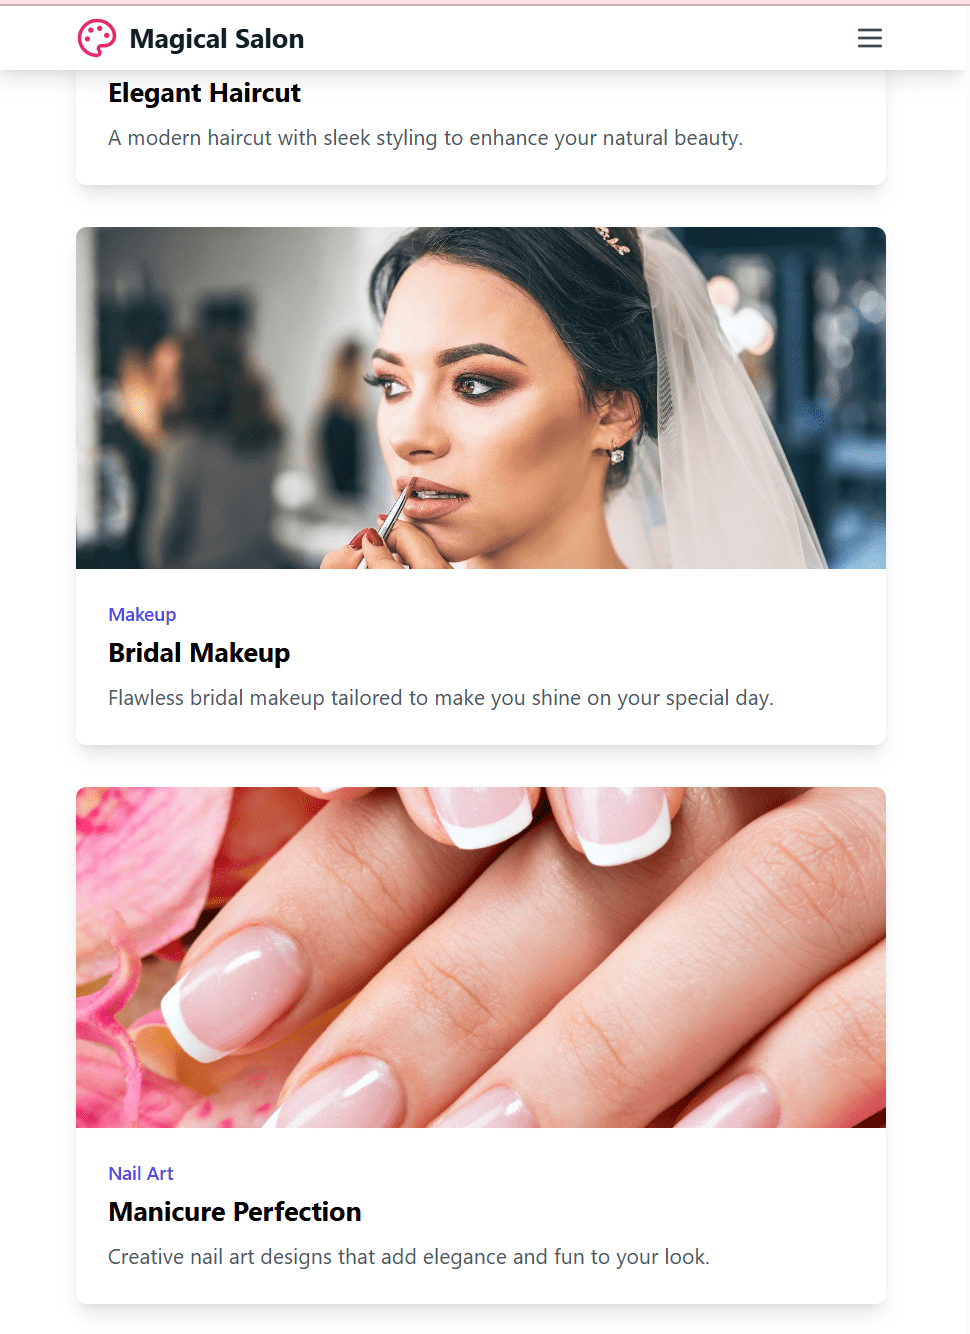 Magical Salon
Elegant Haircut
A modern haircut with sleek styling to enhance your natural beauty.
Makeup
Bridal Makeup
Flawless bridal makeup tailored to make you shine on your special day.
Nail Art
Manicure Perfection
Creative nail art designs that add elegance and fun to your look.